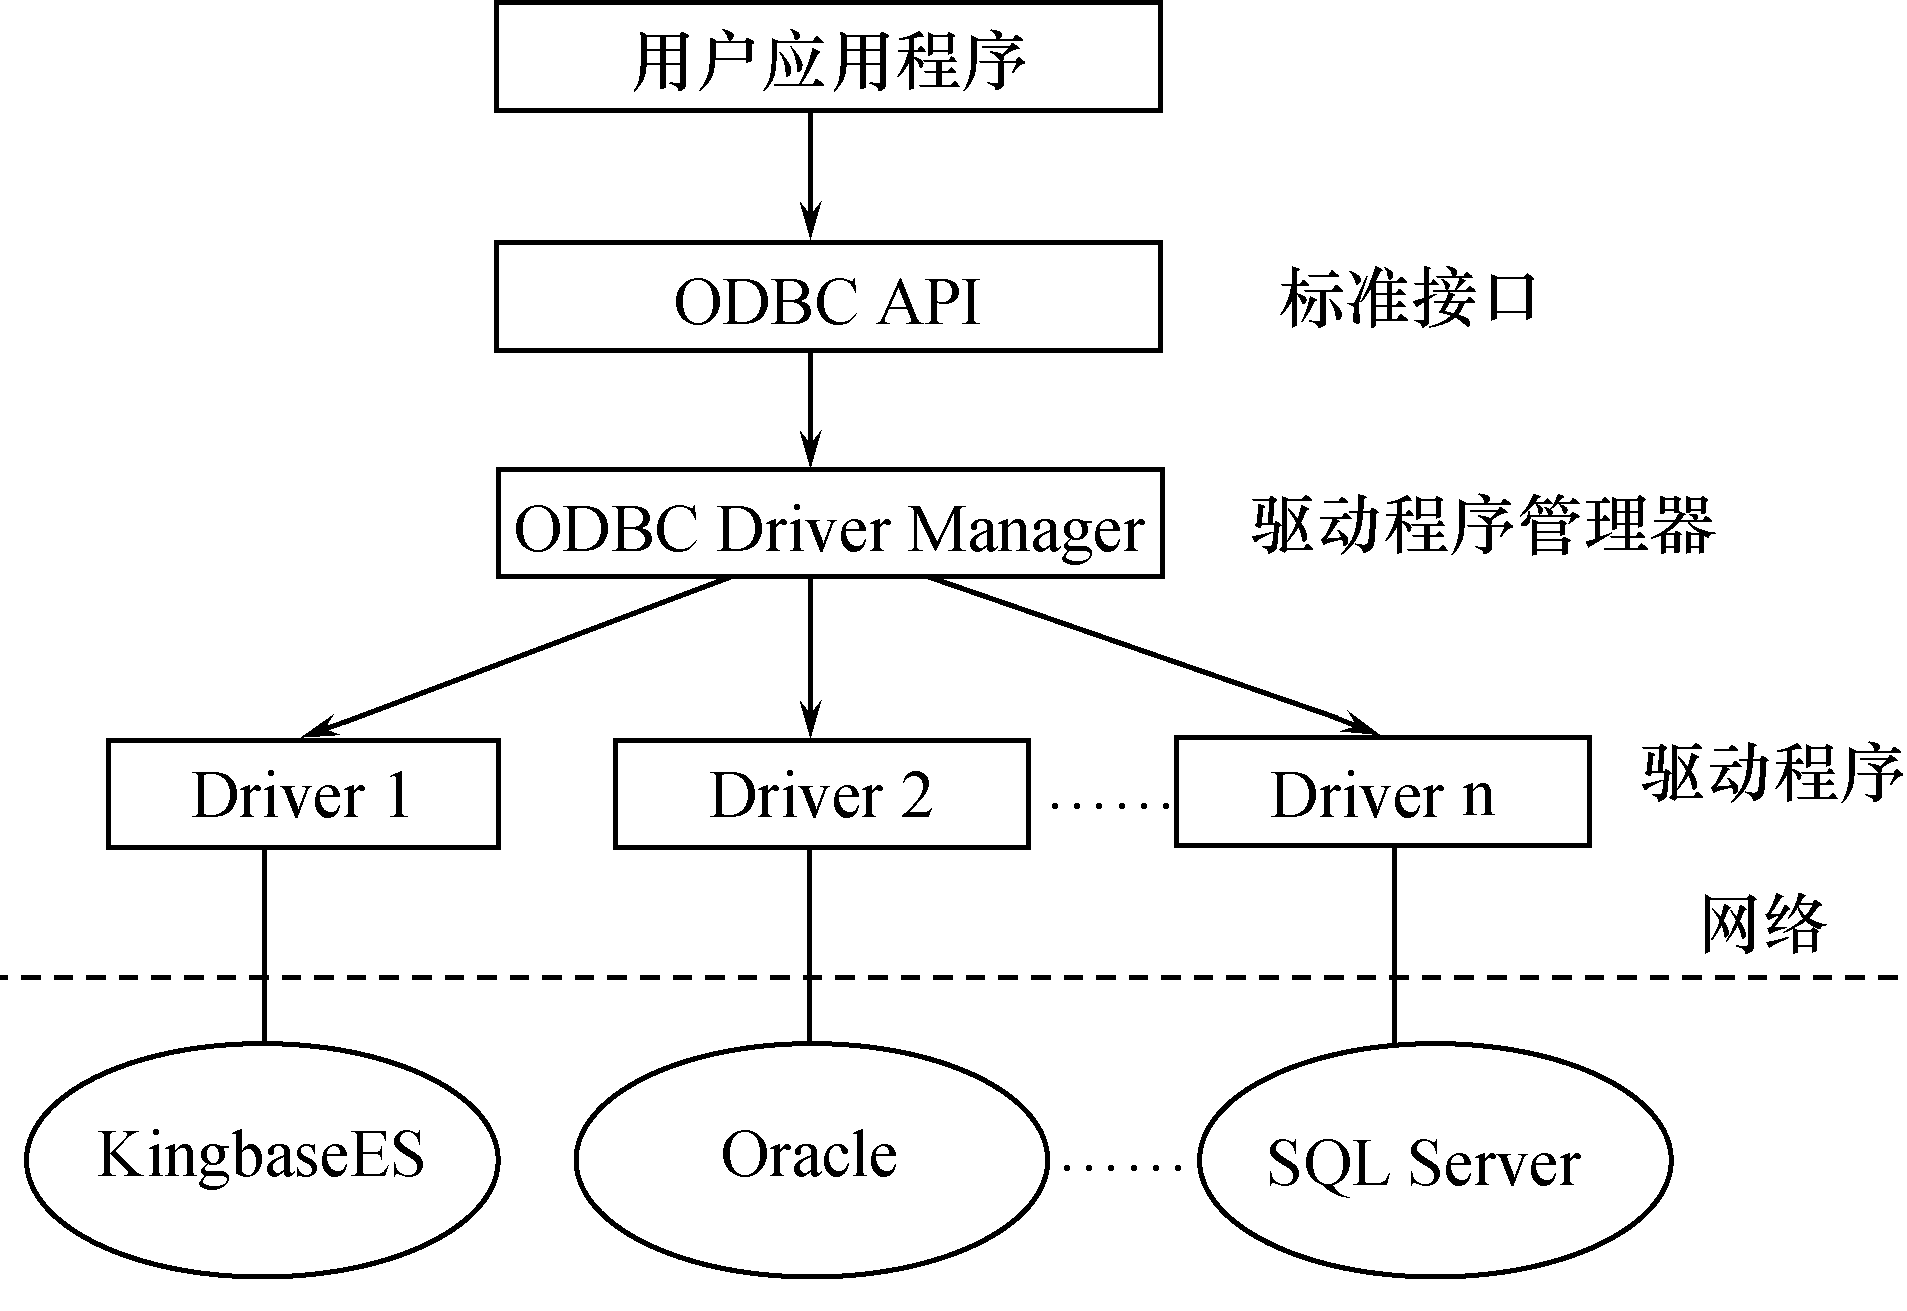 用户应用程序
ODBC API
标准接口
ODBC Driver Manager
驱动程序管理器
Driver 1
Driver 2
……
Driver n
驱动程序
网络
KingbaseES
Oracle
……
SQL Server